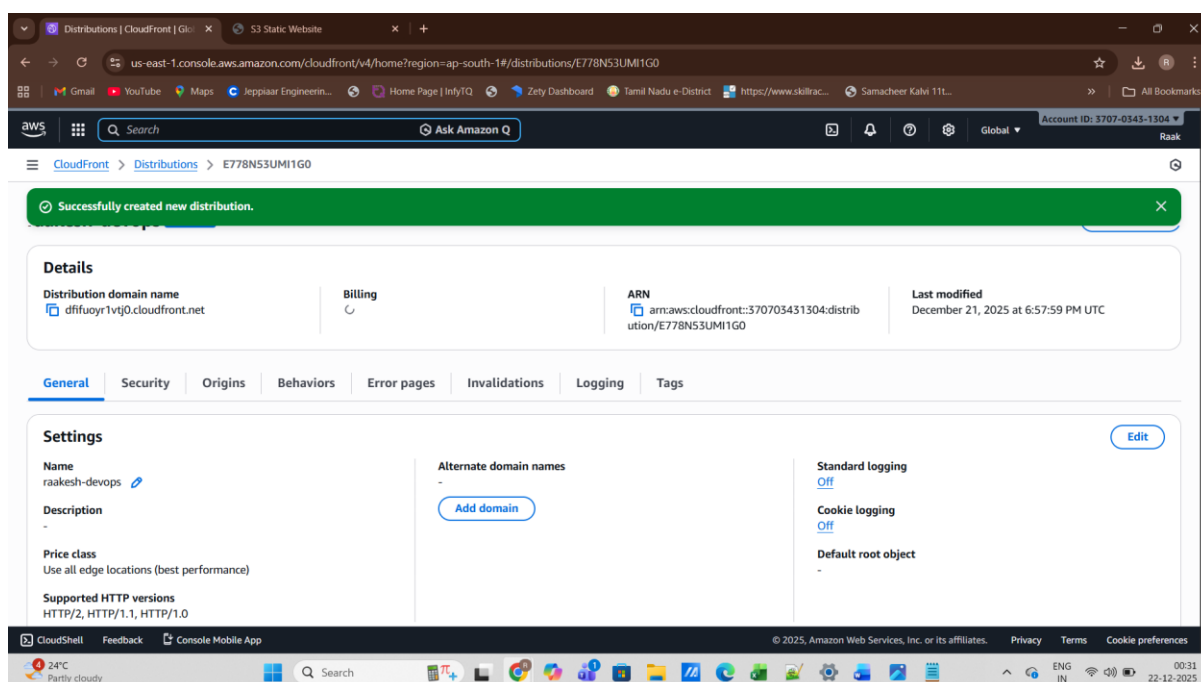 Distributions | CloudFront | Glo
S3 Static Website
us-east-1.console.aws.amazon.com/cloudfront/v4/home?region=ap-south-1#/distributions/E778N53UMI1G0
Gmail YouTube Maps Jeppiaar Engineerin... Home Page | InfyTQ Zety Dashboard Tamil Nadu e-District https://www.skillrac... Samacheer Kalvi 11t... » All Bookmarks
aws Search Ask Amazon Q Global Account ID: 3707-0343-1304
Raak
CloudFront > Distributions > E778N53UMI1G0
Successfully created new distribution.
Details
Distribution domain name
dfifuoyr1vtj0.cloudfront.net
Billing
ARN
arn:aws:cloudfront::370703431304:distrib
ution/E778N53UMI1G0
Last modified
December 21, 2025 at 6:57:59 PM UTC
General Security Origins Behaviors Error pages Invalidations Logging Tags
Settings
Edit
Name
raakesh-devops
Description
-
Price class
Use all edge locations (best performance)
Supported HTTP versions
HTTP/2, HTTP/1.1, HTTP/1.0
Alternate domain names
-
Add domain
Standard logging
Off
Cookie logging
Off
Default root object
-
CloudShell Feedback Console Mobile App © 2025, Amazon Web Services, Inc. or its affiliates. Privacy Terms Cookie preferences
4 24°C
Partly cloudy
Search
ENG
IN
00:31
22-12-2025